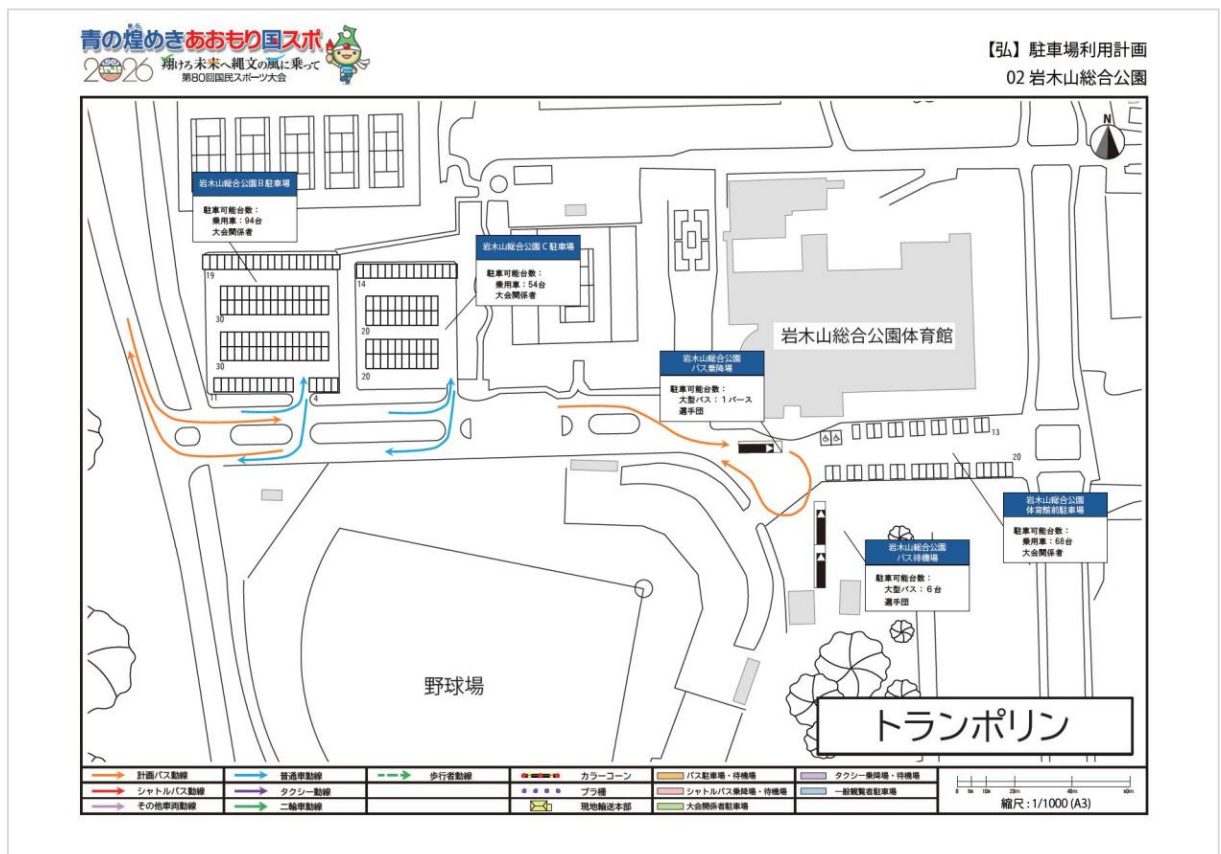 青の煌めきあおもり国スポ
2026 翔けろ未来へ縄文の風に乗って
第80回国民スポーツ大会
【弘】駐車場利用計画
02 岩木山総合公園
N
岩木山総合公園B駐車場
駐車可能台数：
乗用車：94台
大会関係者
岩木山総合公園C駐車場
駐車可能台数：
乗用車：54台
大会関係者
19
14
30
20
30
20
11
4
岩木山総合公園体育館
岩木山総合公園
バス乗降場
駐車可能台数：
大型バス：1バース
選手団
13
20
岩木山総合公園
体育館前駐車場
駐車可能台数：
乗用車：68台
大会関係者
岩木山総合公園
バス待機場
駐車可能台数：
大型バス：6台
選手団
野球場
トランポリン
計画バス動線
普通車動線
歩行者動線
カラーコーン
バス駐車場・待機場
タクシー乗降場・待機場
シャトルバス動線
タクシー動線
プラ柵
シャトルバス乗降場・待機場
一般観覧者駐車場
その他車両動線
二輪車動線
現地輸送本部
大会関係者駐車場
0 5m 10m 20m 40m 60m
縮尺：1/1000 (A3)